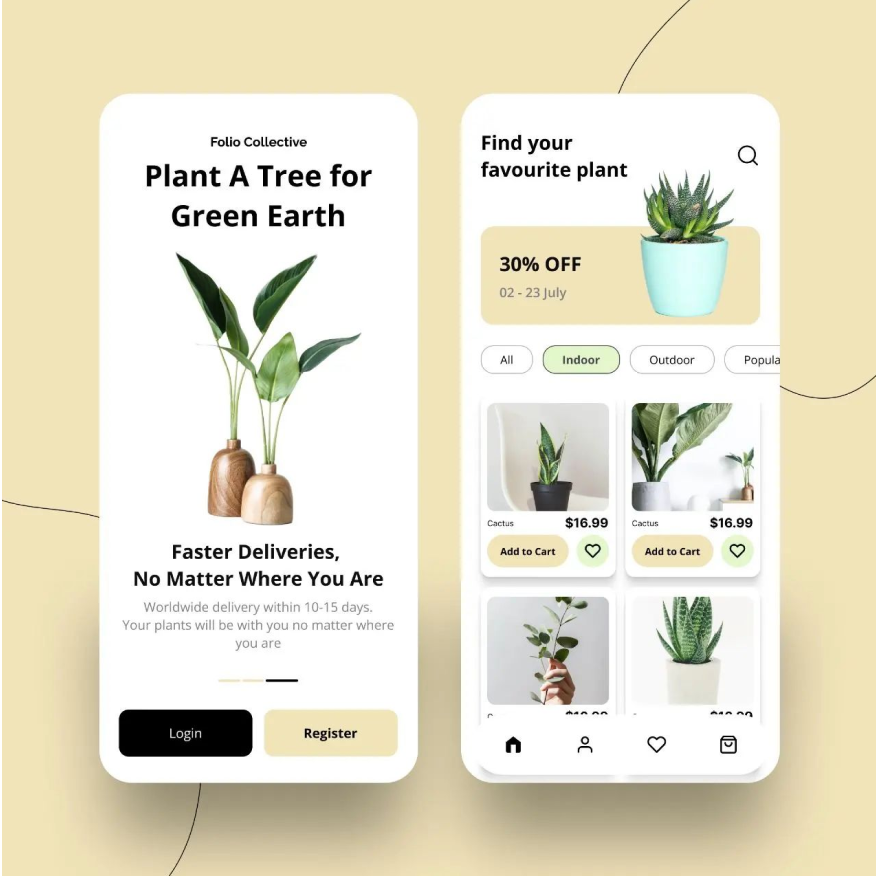 Folio Collective
Plant A Tree for
Green Earth
Faster Deliveries,
No Matter Where You Are
Worldwide delivery within 10-15 days.
Your plants will be with you no matter where
you are
Login
Register
Find your
favourite plant
30% OFF
02 - 23 July
All
Indoor
Outdoor
Popula
Cactus
$16.99
Add to Cart
Cactus
$16.99
Add to Cart